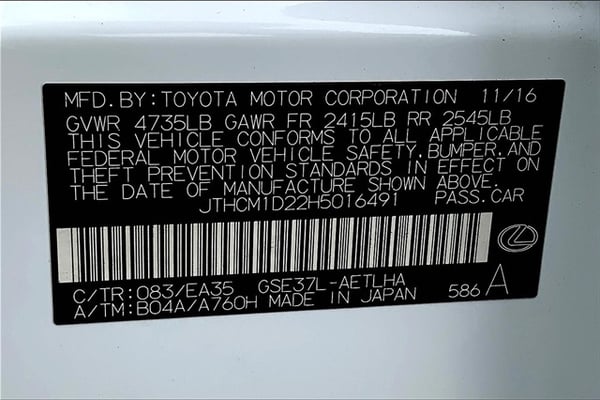 MFD. BY: TOYOTA MOTOR CORPORATION 11/16
GVWR 4735LB GAWR FR 2415LB RR 2545LB
THIS VEHICLE CONFORMS TO ALL APPLICABLE
FEDERAL MOTOR VEHICLE SAFETY, BUMPER, AND
THEFT PREVENTION STANDARDS IN EFFECT ON
THE DATE OF MANUFACTURE SHOWN ABOVE.
JTHCM1D22H5016491 PASS. CAR
C/TR: 083/EA35 GSE37L-AETLHA
A/TM: B04A/A760H MADE IN JAPAN 586 A